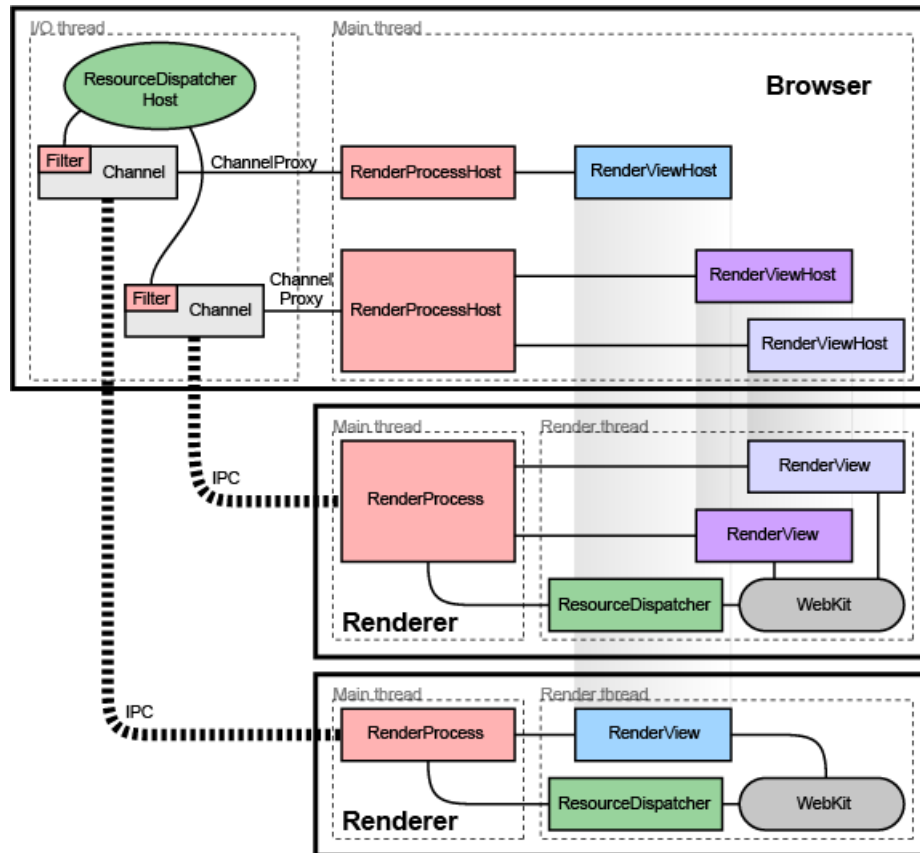 I/O thread
Main thread
ResourceDispatcher
Host
Browser
Filter
Channel
ChannelProxy
RenderProcessHost
RenderViewHost
Filter
Channel
Channel
Proxy
RenderProcessHost
RenderViewHost
RenderViewHost
Main thread
Render thread
IPC
RenderProcess
RenderView
RenderView
ResourceDispatcher
WebKit
Renderer
Main thread
Render thread
IPC
RenderProcess
RenderView
ResourceDispatcher
WebKit
Renderer